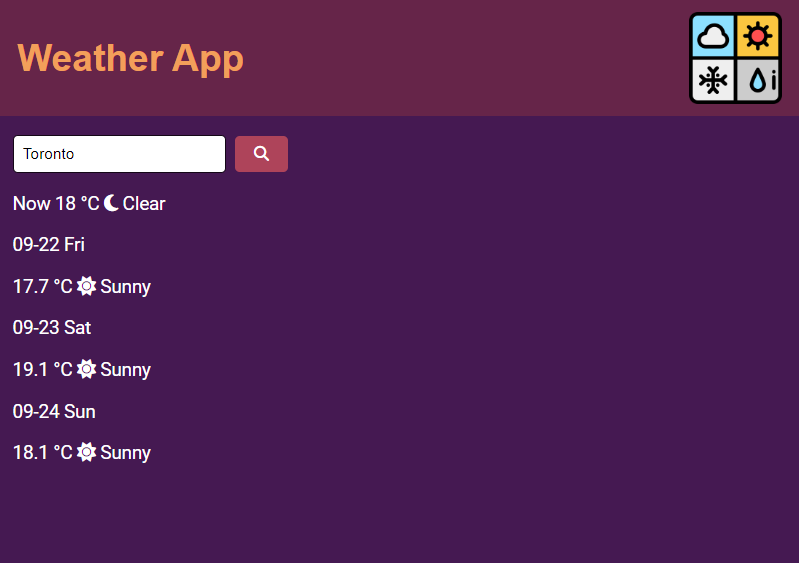 Weather App
i
Toronto
Now 18 °C Clear
09-22 Fri
17.7 °C Sunny
09-23 Sat
19.1 °C Sunny
09-24 Sun
18.1 °C Sunny